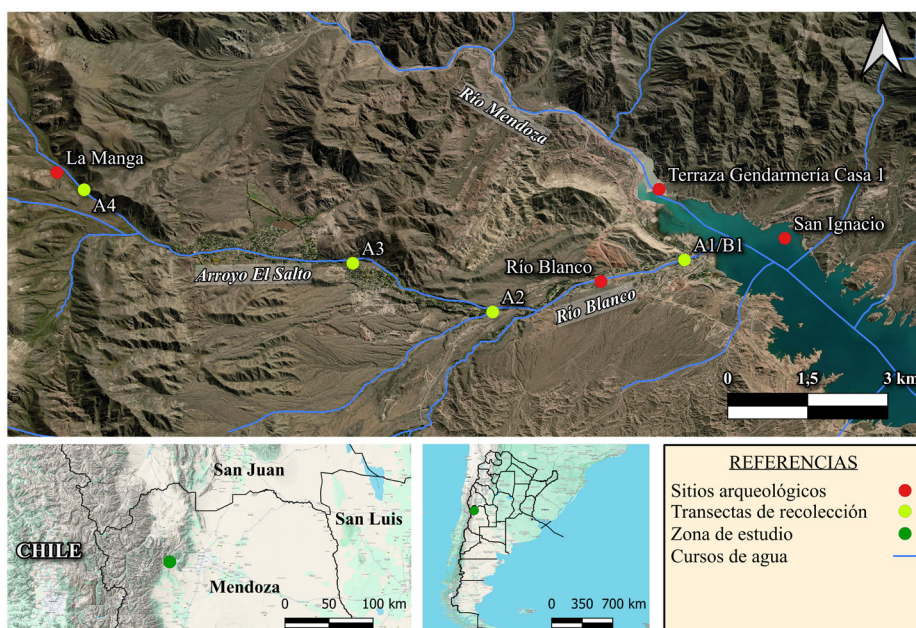 Río Mendoza
La Manga
Terraza Gendarmería Casa 1
A4
San Ignacio
A3
A1/B1
Arroyo El Salto
Río Blanco
A2
Río Blanco
0 1,5 3 km
San Juan
San Luis
CHILE
Mendoza
0 50 100 km
0 350 700 km
REFERENCIAS
Sitios arqueológicos
Transectas de recolección
Zona de estudio
Cursos de agua